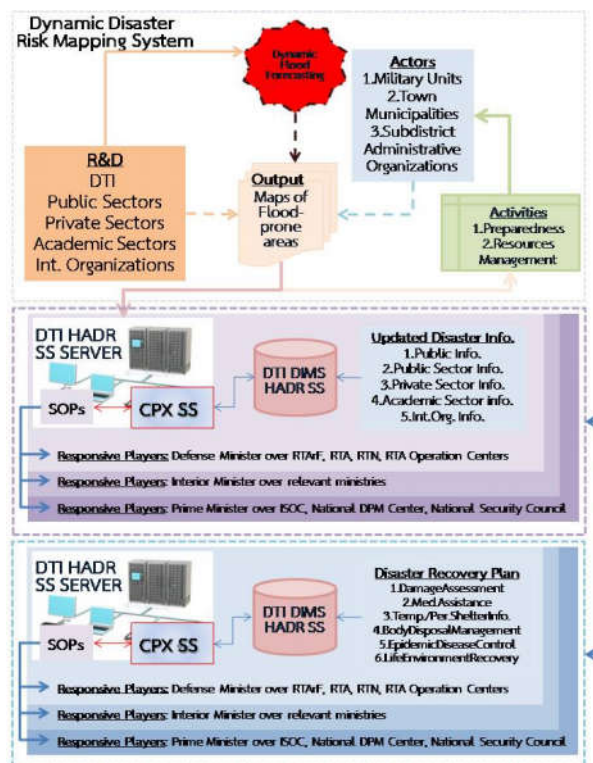 Dynamic Disaster
Risk Mapping System
Dynamic
Flood
Forecasting
Actors
1.Military Units
2.Town
Municipalities
3.Subdistrict
Administrative
Organizations
R&D
DTI
Public Sectors
Private Sectors
Academic Sectors
Int. Organizations
Output
Maps of
Flood-
prone
areas
Activities
1.Preparedness
2.Resources
Management
DTI HADR
SS SERVER
SOPs
CPX SS
DTI DIMS
HADR SS
Updated Disaster Info.
1.Public Info.
2.Public Sector Info.
3.Private Sector Info.
4.Academic Sector info.
5.Int.Org. Info.
Responsive Players: Defense Minister over RTArF, RTA, RTN, RTA Operation Centers
Responsive Players: Interior Minister over relevant ministries
Responsive Players: Prime Minister over ISOC, National DPM Center, National Security Council
DTI HADR
SS SERVER
SOPs
CPX SS
DTI DIMS
HADR SS
Disaster Recovery Plan
1.DamageAssessment
2.Med.Assistance
3.Temp./Per.ShelterInfo.
4.BodyDisposalManagement
5.EpidemicDiseaseControl
6.LifeEnvironmentRecovery
Responsive Players: Defense Minister over RTArF, RTA, RTN, RTA Operation Centers
Responsive Players: Interior Minister over relevant ministries
Responsive Players: Prime Minister over ISOC, National DPM Center, National Security Council